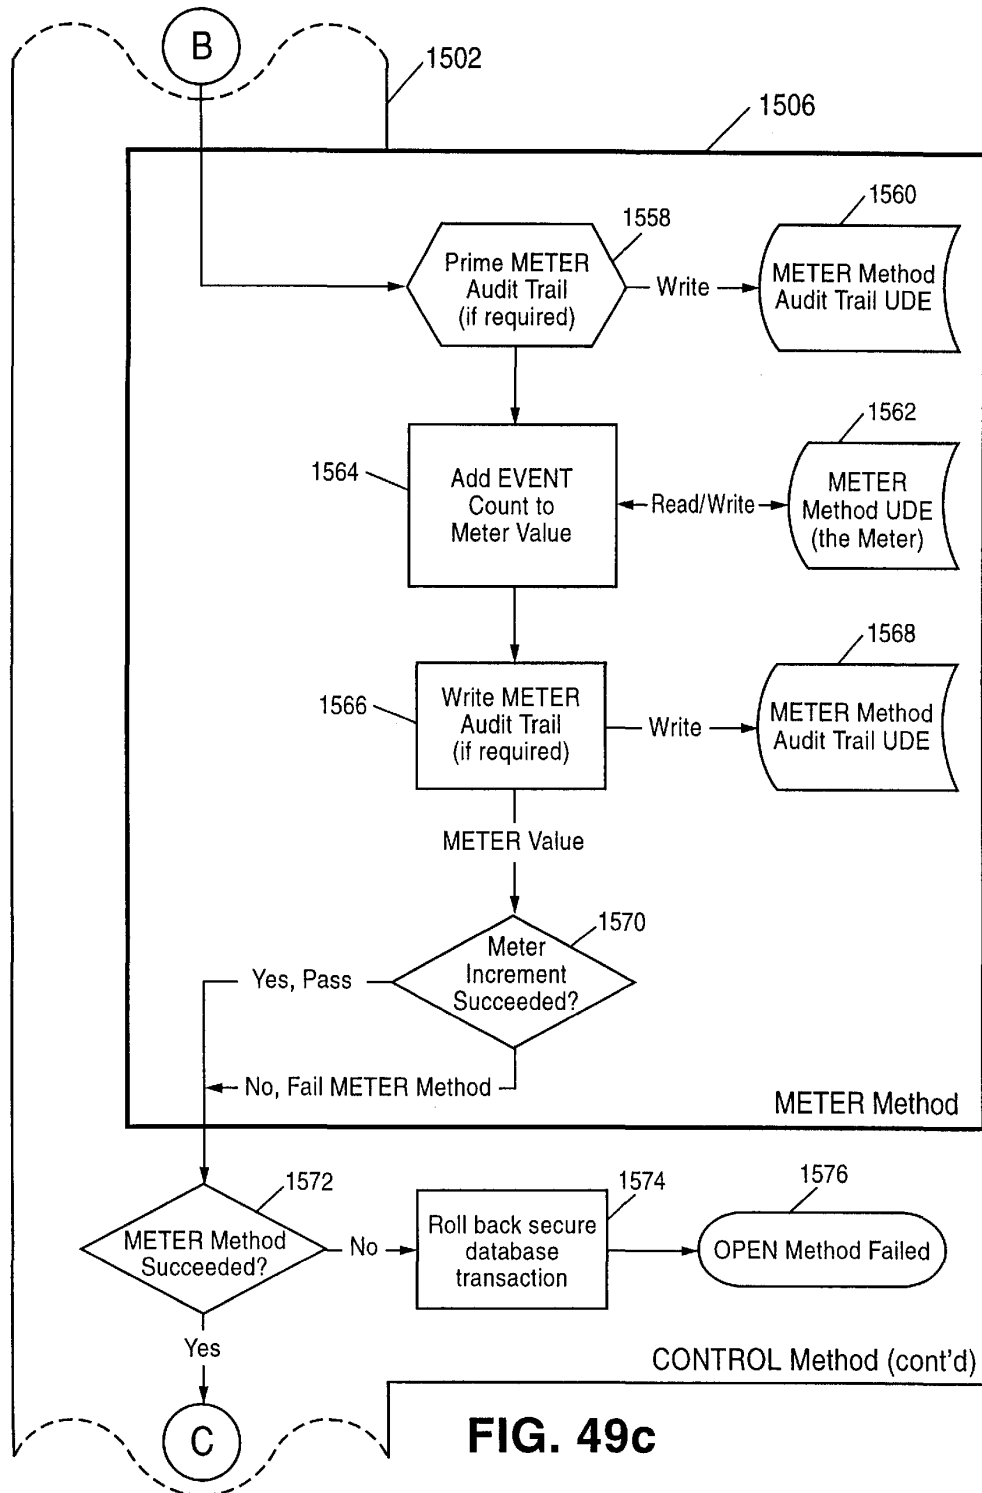 B
1502
1506
1558
1560
Prime METER
Audit Trail
(if required)
Write
METER Method
Audit Trail UDE
1562
1564
Add EVENT
Count to
Meter Value
Read/Write
METER
Method UDE
(the Meter)
1568
1566
Write METER
Audit Trail
(if required)
Write
METER Method
Audit Trail UDE
METER Value
1570
Meter
Increment
Succeeded?
Yes, Pass
No, Fail METER Method
METER Method
1572
METER Method
Succeeded?
No
1574
Roll back secure
database
transaction
1576
OPEN Method Failed
Yes
CONTROL Method (cont'd)
C
FIG. 49c